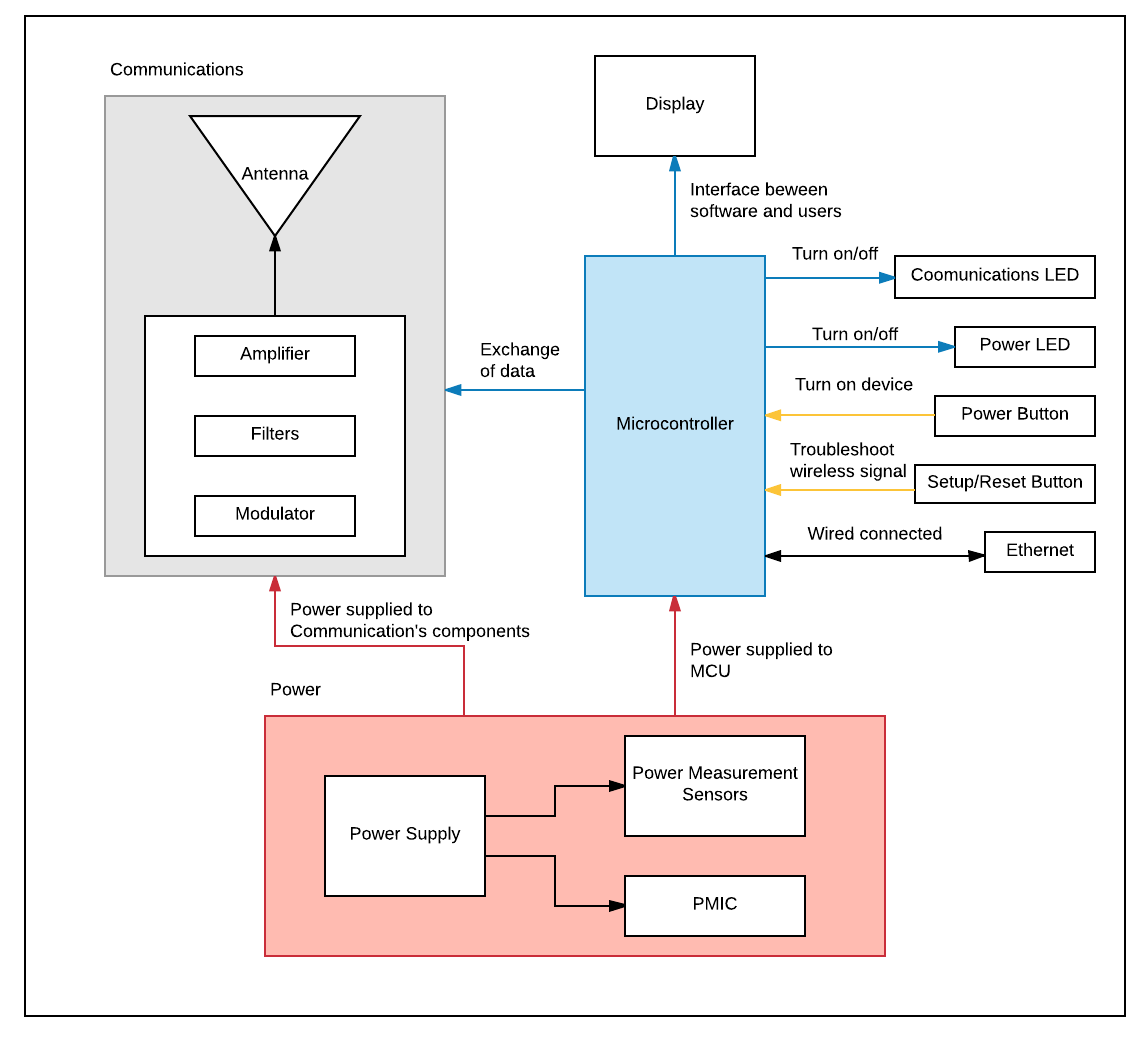 Communications
Antenna
Amplifier
Filters
Modulator
Exchange
of data
Display
Interface beween
software and users
Microcontroller
Turn on/off
Coomunications LED
Turn on/off
Power LED
Turn on device
Power Button
Troubleshoot
wireless signal
Setup/Reset Button
Wired connected
Ethernet
Power supplied to
Communication's components
Power supplied to
MCU
Power
Power Supply
Power Measurement
Sensors
PMIC